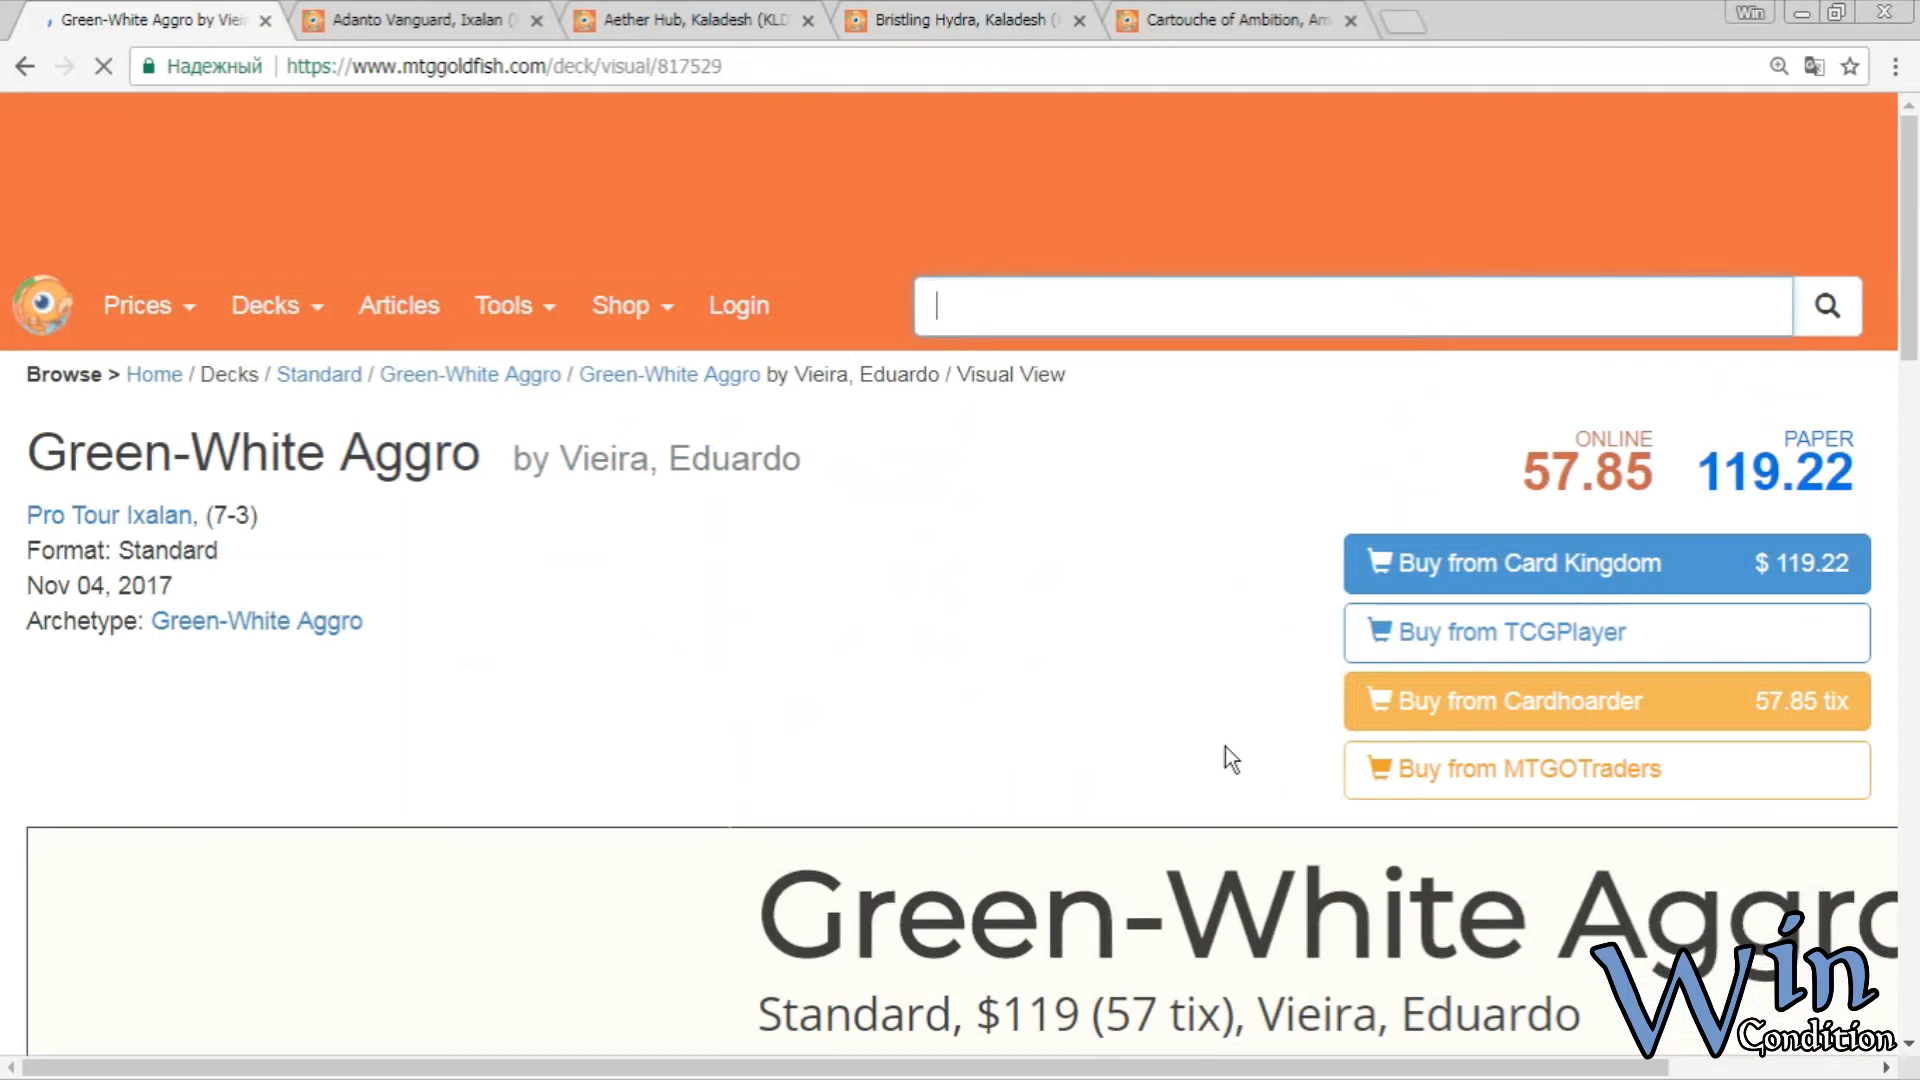 Green-White Aggro by Viei
Adanto Vanguard, Ixalan (
Aether Hub, Kaladesh (KLD
Bristling Hydra, Kaladesh (
Cartouche of Ambition, Am
Win
Надежный
https://www.mtggoldfish.com/deck/visual/817529
Prices
Decks
Articles
Tools
Shop
Login
Browse > Home / Decks / Standard / Green-White Aggro / Green-White Aggro by Vieira, Eduardo / Visual View
Green-White Aggro by Vieira, Eduardo
ONLINE
57.85
PAPER
119.22
Pro Tour Ixalan, (7-3)
Format: Standard
Nov 04, 2017
Archetype: Green-White Aggro
Buy from Card Kingdom $ 119.22
Buy from TCGPlayer
Buy from Cardhoarder 57.85 tix
Buy from MTGOTraders
Green-White Aggro
Standard, $119 (57 tix), Vieira, Eduardo
Win
Condition